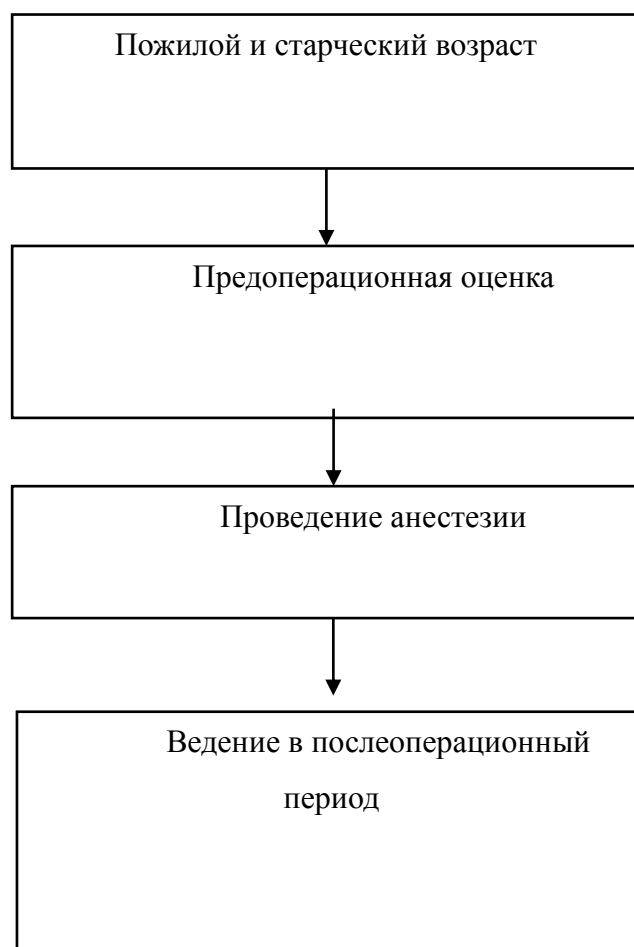 Пожилой и старческий возраст
Предоперационная оценка
Проведение анестезии
Ведение в послеоперационный
период